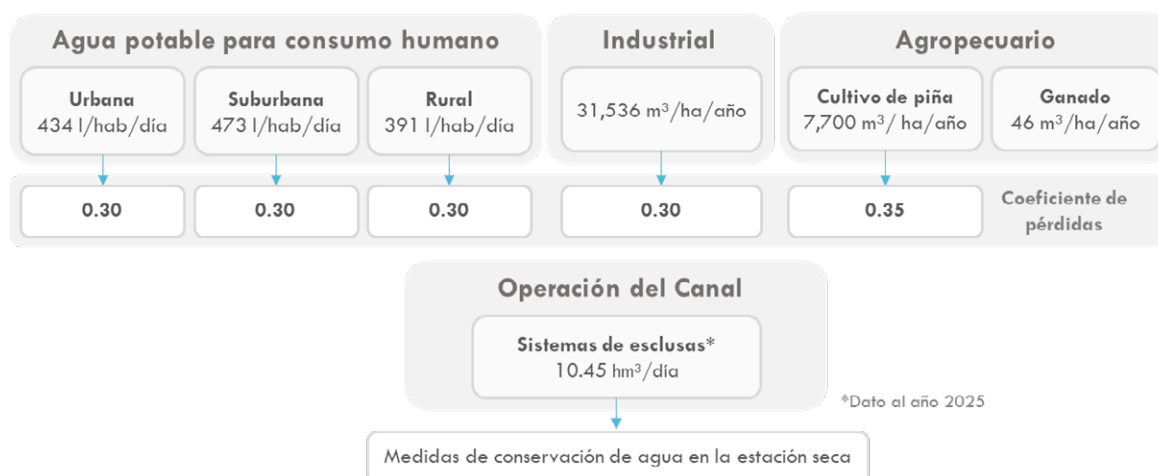 Agua potable para consumo humano
Industrial
Agropecuario
Urbana
434 l/hab/día
Suburbana
473 l/hab/día
Rural
391 l/hab/día
31,536 m³/ha/año
Cultivo de piña
7,700 m³/ ha/año
Ganado
46 m³/ha/año
0.30
0.30
0.30
0.30
0.35
Coeficiente de
pérdidas
Operación del Canal
Sistemas de esclusas*
10.45 hm³/día
*Dato al año 2025
Medidas de conservación de agua en la estación seca